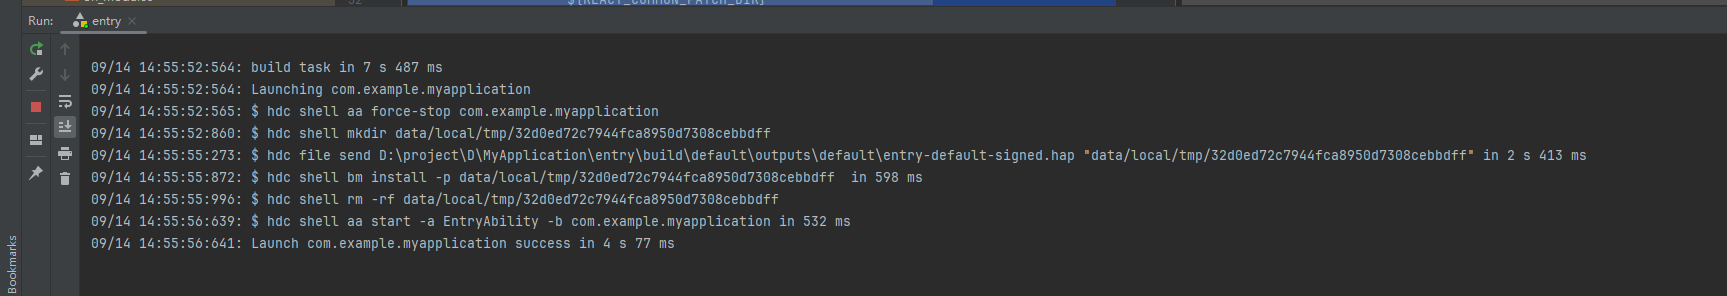 32
${REACT_COMMON_PATCH_DIR}
Run: entry
09/14 14:55:52:564: build task in 7 s 487 ms
09/14 14:55:52:564: Launching com.example.myapplication
09/14 14:55:52:565: $ hdc shell aa force-stop com.example.myapplication
09/14 14:55:52:860: $ hdc shell mkdir data/local/tmp/32d0ed72c7944fca8950d7308cebbdff
09/14 14:55:55:273: $ hdc file send D:\project\D\MyApplication\entry\build\default\outputs\default\entry-default-signed.hap "data/local/tmp/32d0ed72c7944fca8950d7308cebbdff" in 2 s 413 ms
09/14 14:55:55:872: $ hdc shell bm install -p data/local/tmp/32d0ed72c7944fca8950d7308cebbdff  in 598 ms
09/14 14:55:55:996: $ hdc shell rm -rf data/local/tmp/32d0ed72c7944fca8950d7308cebbdff
09/14 14:55:56:639: $ hdc shell aa start -a EntryAbility -b com.example.myapplication in 532 ms
09/14 14:55:56:641: Launch com.example.myapplication success in 4 s 77 ms
Bookmarks